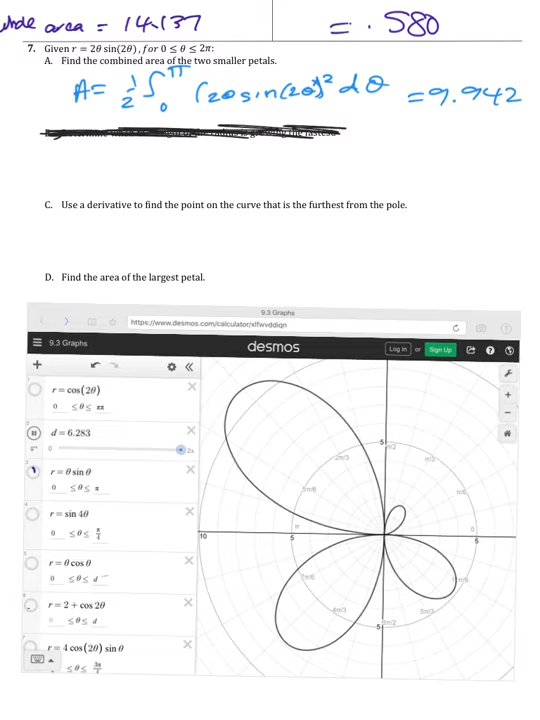 whole area = 14.137
= .580
7. Given r = 2θ sin(2θ), for 0 ≤ θ ≤ 2π:
A. Find the combined area of the two smaller petals.
A = 1/2 ∫₀^π (2θ sin(2θ))² dθ = 9.942
C. Use a derivative to find the point on the curve that is the furthest from the pole.
D. Find the area of the largest petal.
9.3 Graphs
https://www.desmos.com/calculator/xlfwvddiqn
9.3 Graphs
desmos
Log In or Sign Up
r = cos(2θ)
0 ≤ θ ≤ π
d = 6.283
0
2π
r = θ sin θ
0 ≤ θ ≤ π
r = sin 4θ
0 ≤ θ ≤ π/4
r = θ cos θ
0 ≤ θ ≤ d
r = 2 + cos 2θ
0 ≤ θ ≤ d
r = 4 cos(2θ) sin θ
≤ θ ≤ 3π/4
5
π/2
2π/3
π/3
5π/6
π/6
10
5
π
0
5
7π/6
11π/6
4π/3
5π/3
5
3π/2